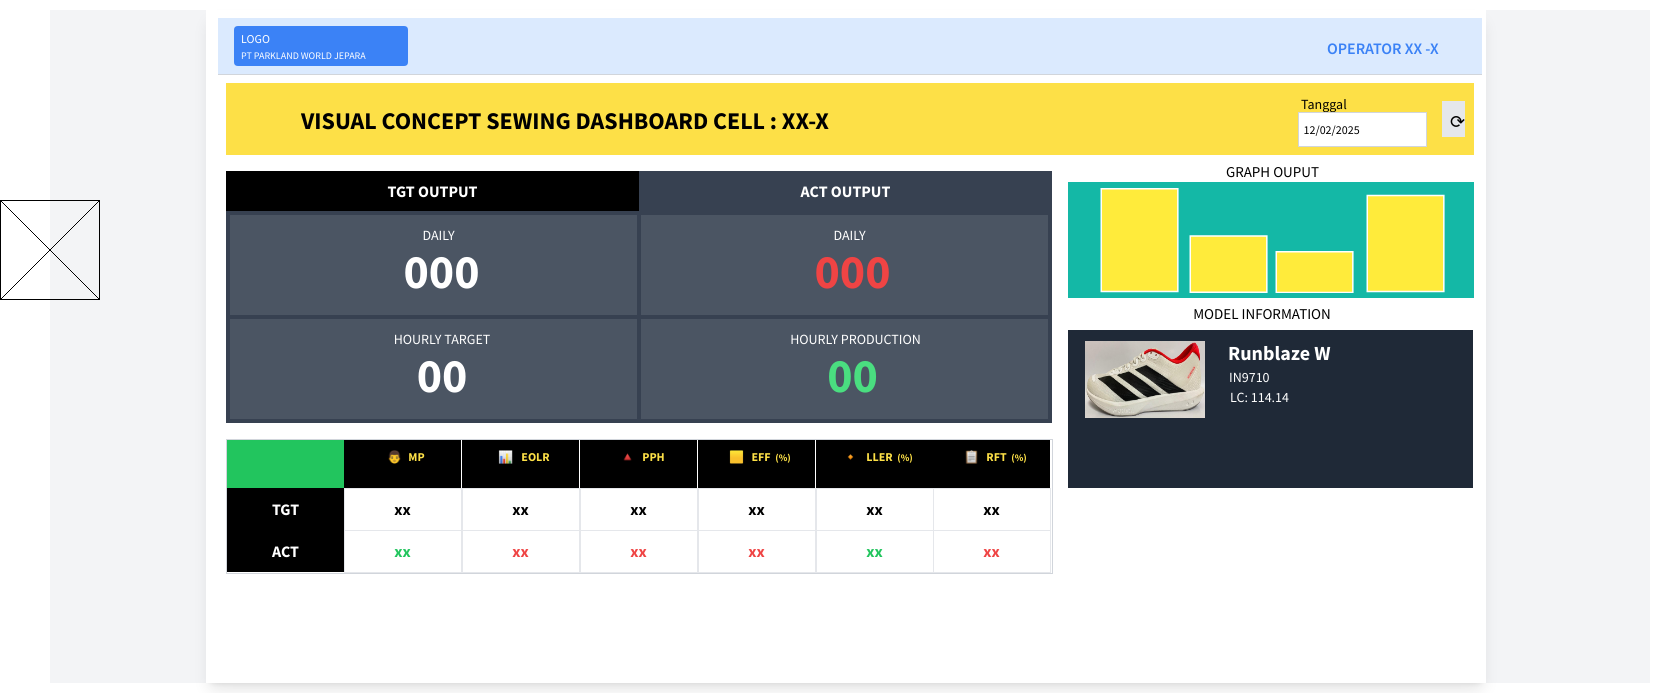 LOGO
PT PARKLAND WORLD JEPARA
OPERATOR XX -X
VISUAL CONCEPT SEWING DASHBOARD CELL : XX-X
Tanggal
12/02/2025
TGT OUTPUT
ACT OUTPUT
DAILY
000
DAILY
000
HOURLY TARGET
00
HOURLY PRODUCTION
00
GRAPH OUPUT
MODEL INFORMATION
Runblaze W
IN9710
LC: 114.14
MP EOLR PPH EFF (%) LLER (%) RFT (%)
TGT xx xx xx xx xx xx
ACT xx xx xx xx xx xx